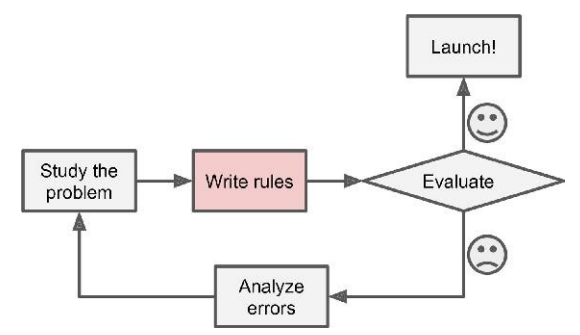 Launch!
Study the
problem
Write rules
Evaluate
Analyze
errors